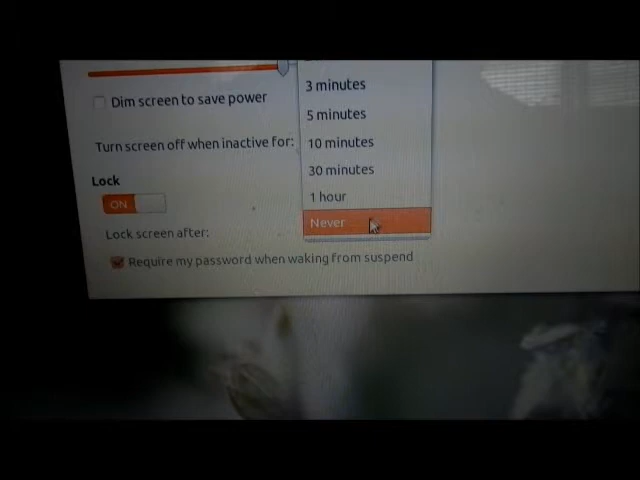 3 minutes
Dim screen to save power
5 minutes
Turn screen off when inactive for:
10 minutes
30 minutes
Lock
1 hour
ON
Never
Lock screen after:
Require my password when waking from suspend